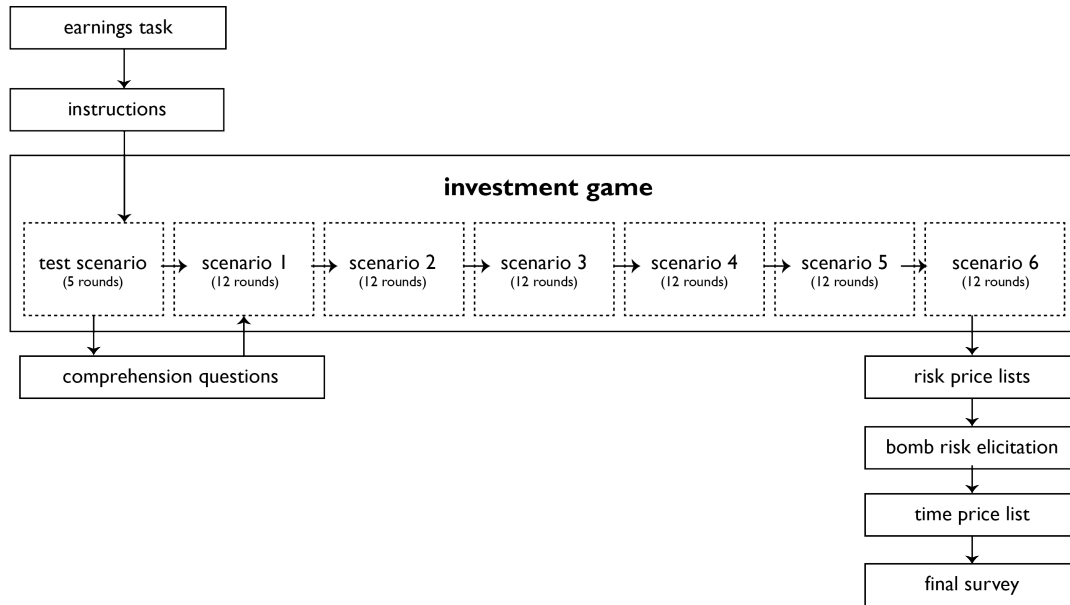 earnings task
instructions
investment game
test scenario
(5 rounds)
scenario 1
(12 rounds)
scenario 2
(12 rounds)
scenario 3
(12 rounds)
scenario 4
(12 rounds)
scenario 5
(12 rounds)
scenario 6
(12 rounds)
comprehension questions
risk price lists
bomb risk elicitation
time price list
final survey